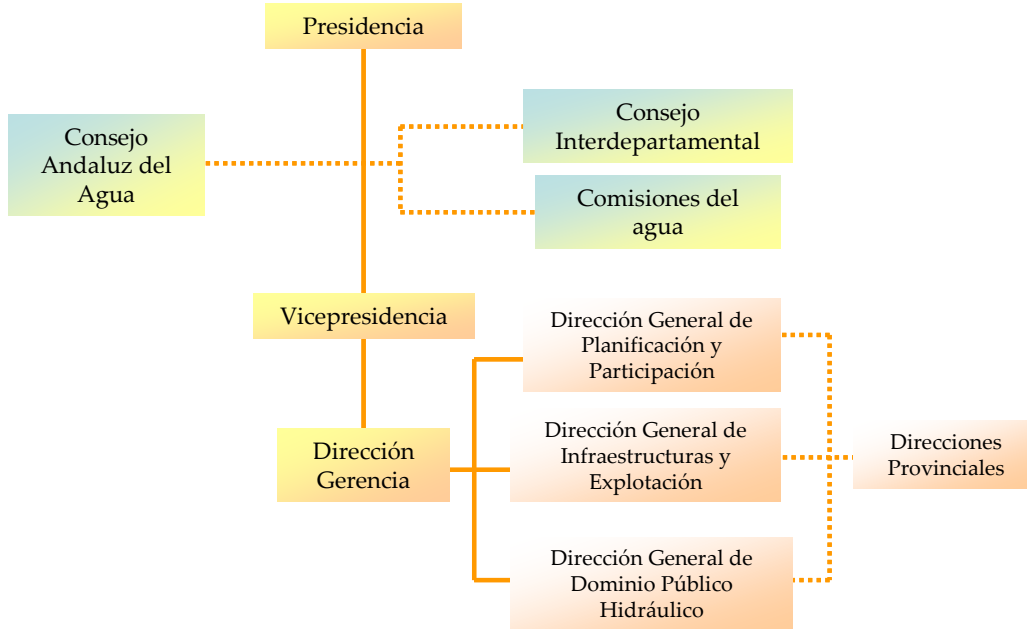 Presidencia
Consejo
Andaluz del
Agua
Consejo
Interdepartamental
Comisiones del
agua
Vicepresidencia
Dirección General de
Planificación y
Participación
Dirección
Gerencia
Dirección General de
Infraestructuras y
Explotación
Direcciones
Provinciales
Dirección General de
Dominio Público
Hidráulico